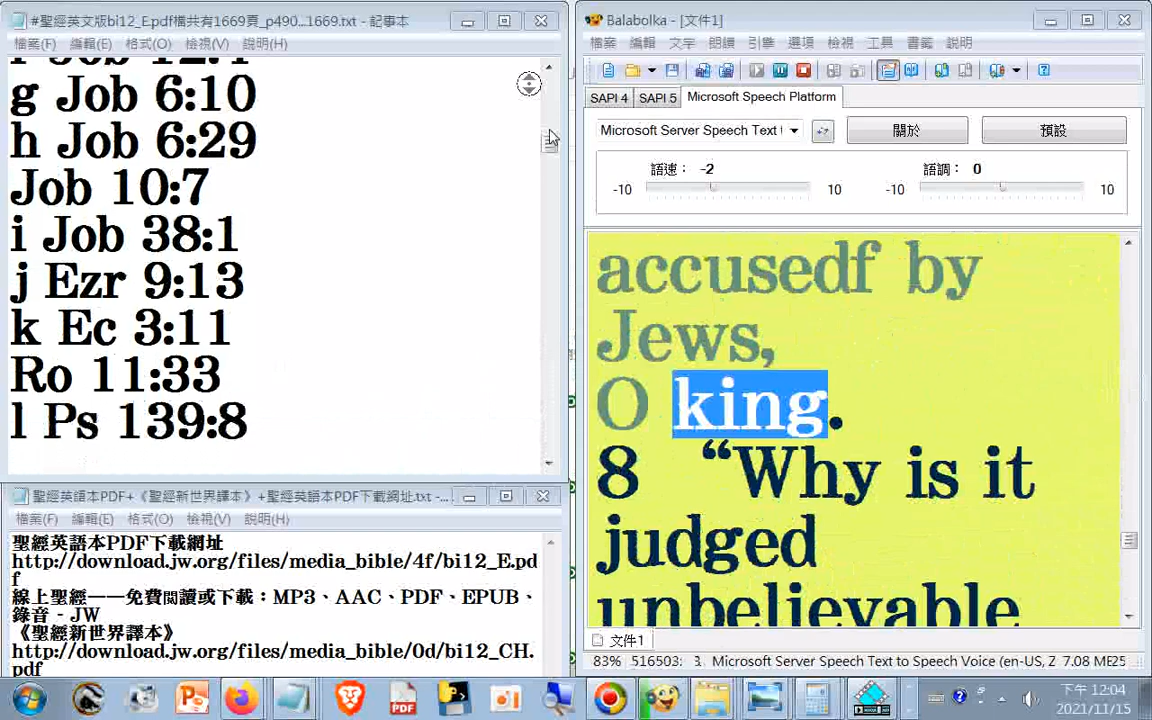 #聖經英文版bi12_E.pdf檔共有1669頁_p490...1669.txt - 記事本
檔案(F) 編輯(E) 格式(O) 檢視(V) 說明(H)
g Job 6:10
h Job 6:29
Job 10:7
i Job 38:1
j Ezr 9:13
k Ec 3:11
Ro 11:33
l Ps 139:8
聖經英語本PDF+《聖經新世界譯本》+聖經英語本PDF下載網址.txt -...
檔案(F) 編輯(E) 格式(O) 檢視(V) 說明(H)
聖經英語本PDF下載網址
http://download.jw.org/files/media_bible/4f/bi12_E.pd
f
線上聖經——免費閱讀或下載：MP3、AAC、PDF、EPUB、
錄音 - JW
《聖經新世界譯本》
http://download.jw.org/files/media_bible/0d/bi12_CH.
pdf
Balabolka - [文件1]
檔案 編輯 文字 朗讀 引擎 選項 檢視 工具 書籤 說明
SAPI 4 SAPI 5 Microsoft Speech Platform
Microsoft Server Speech Text 關於 預設
語速： -2 語調： 0
-10 10 -10 10
accusedf by
Jews,
O king.
8 “Why is it
judged
unbelievable
文件1
83% 516503: Microsoft Server Speech Text to Speech Voice (en-US, Z 7.08 ME25
下午 12:04
2021/11/15